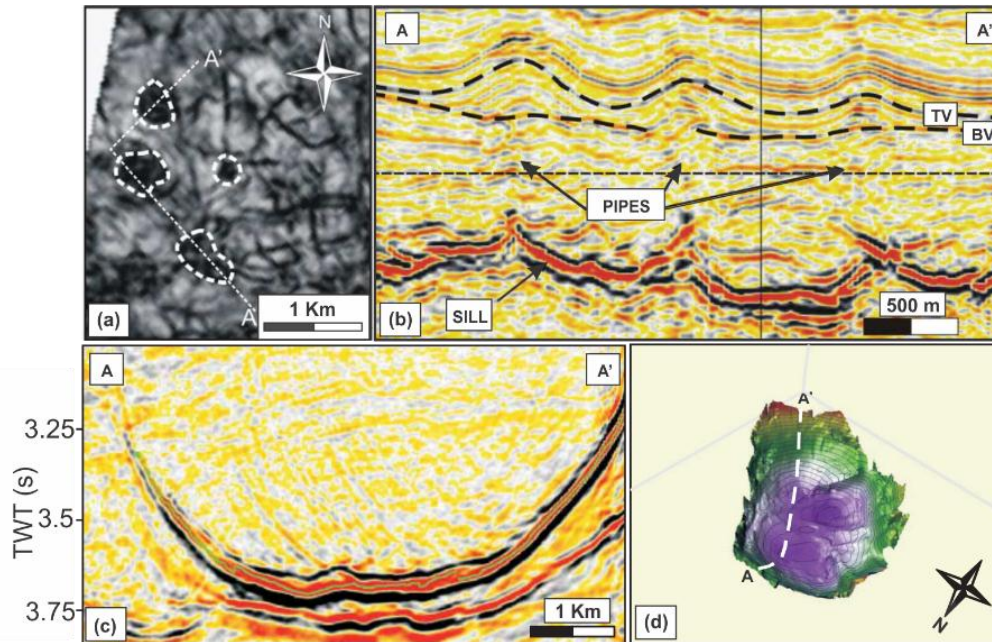 N
A'
A
(a)
1 Km
A
A'
TV
BV
PIPES
SILL
(b)
500 m
A
A'
3.25
3.5
3.75
TWT (s)
(c)
1 Km
A'
A
N
(d)